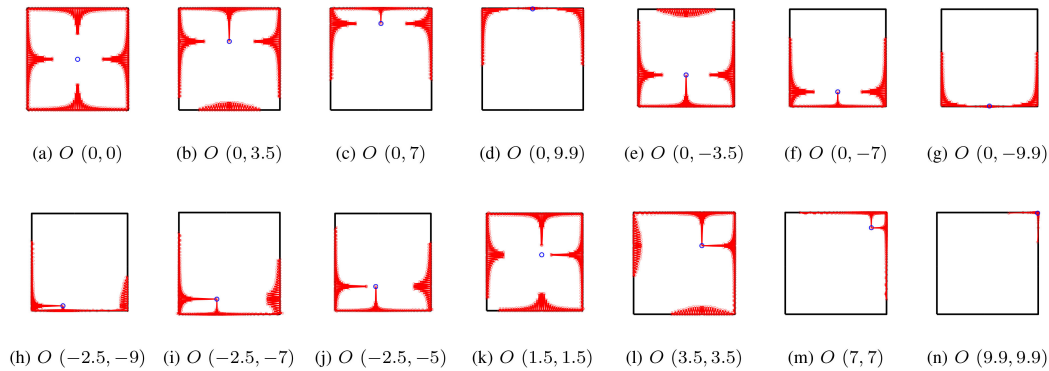 (a) O (0, 0) (b) O (0, 3.5) (c) O (0, 7) (d) O (0, 9.9) (e) O (0, −3.5) (f) O (0, −7) (g) O (0, −9.9)
(h) O (−2.5, −9) (i) O (−2.5, −7) (j) O (−2.5, −5) (k) O (1.5, 1.5) (l) O (3.5, 3.5) (m) O (7, 7) (n) O (9.9, 9.9)